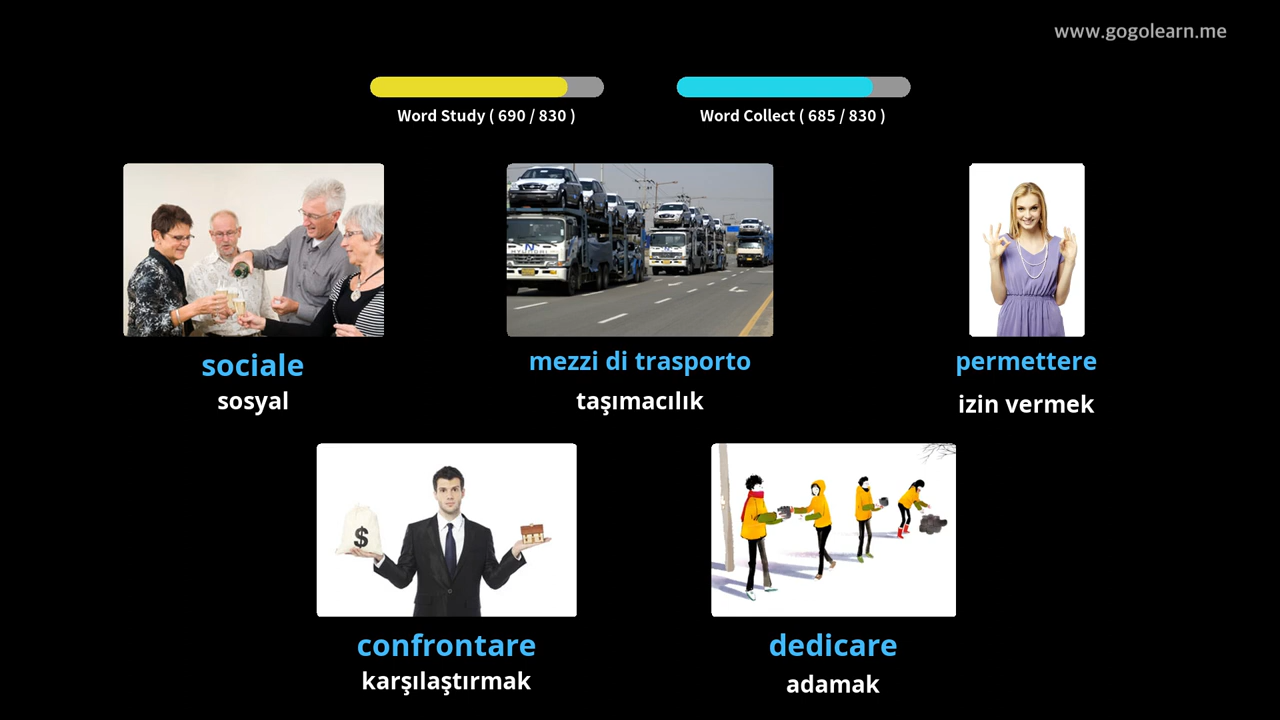 www.gogolearn.me
Word Study ( 690 / 830 )
Word Collect ( 685 / 830 )
sociale
sosyal
mezzi di trasporto
taşımacılık
permettere
izin vermek
$
confrontare
karşılaştırmak
dedicare
adamak